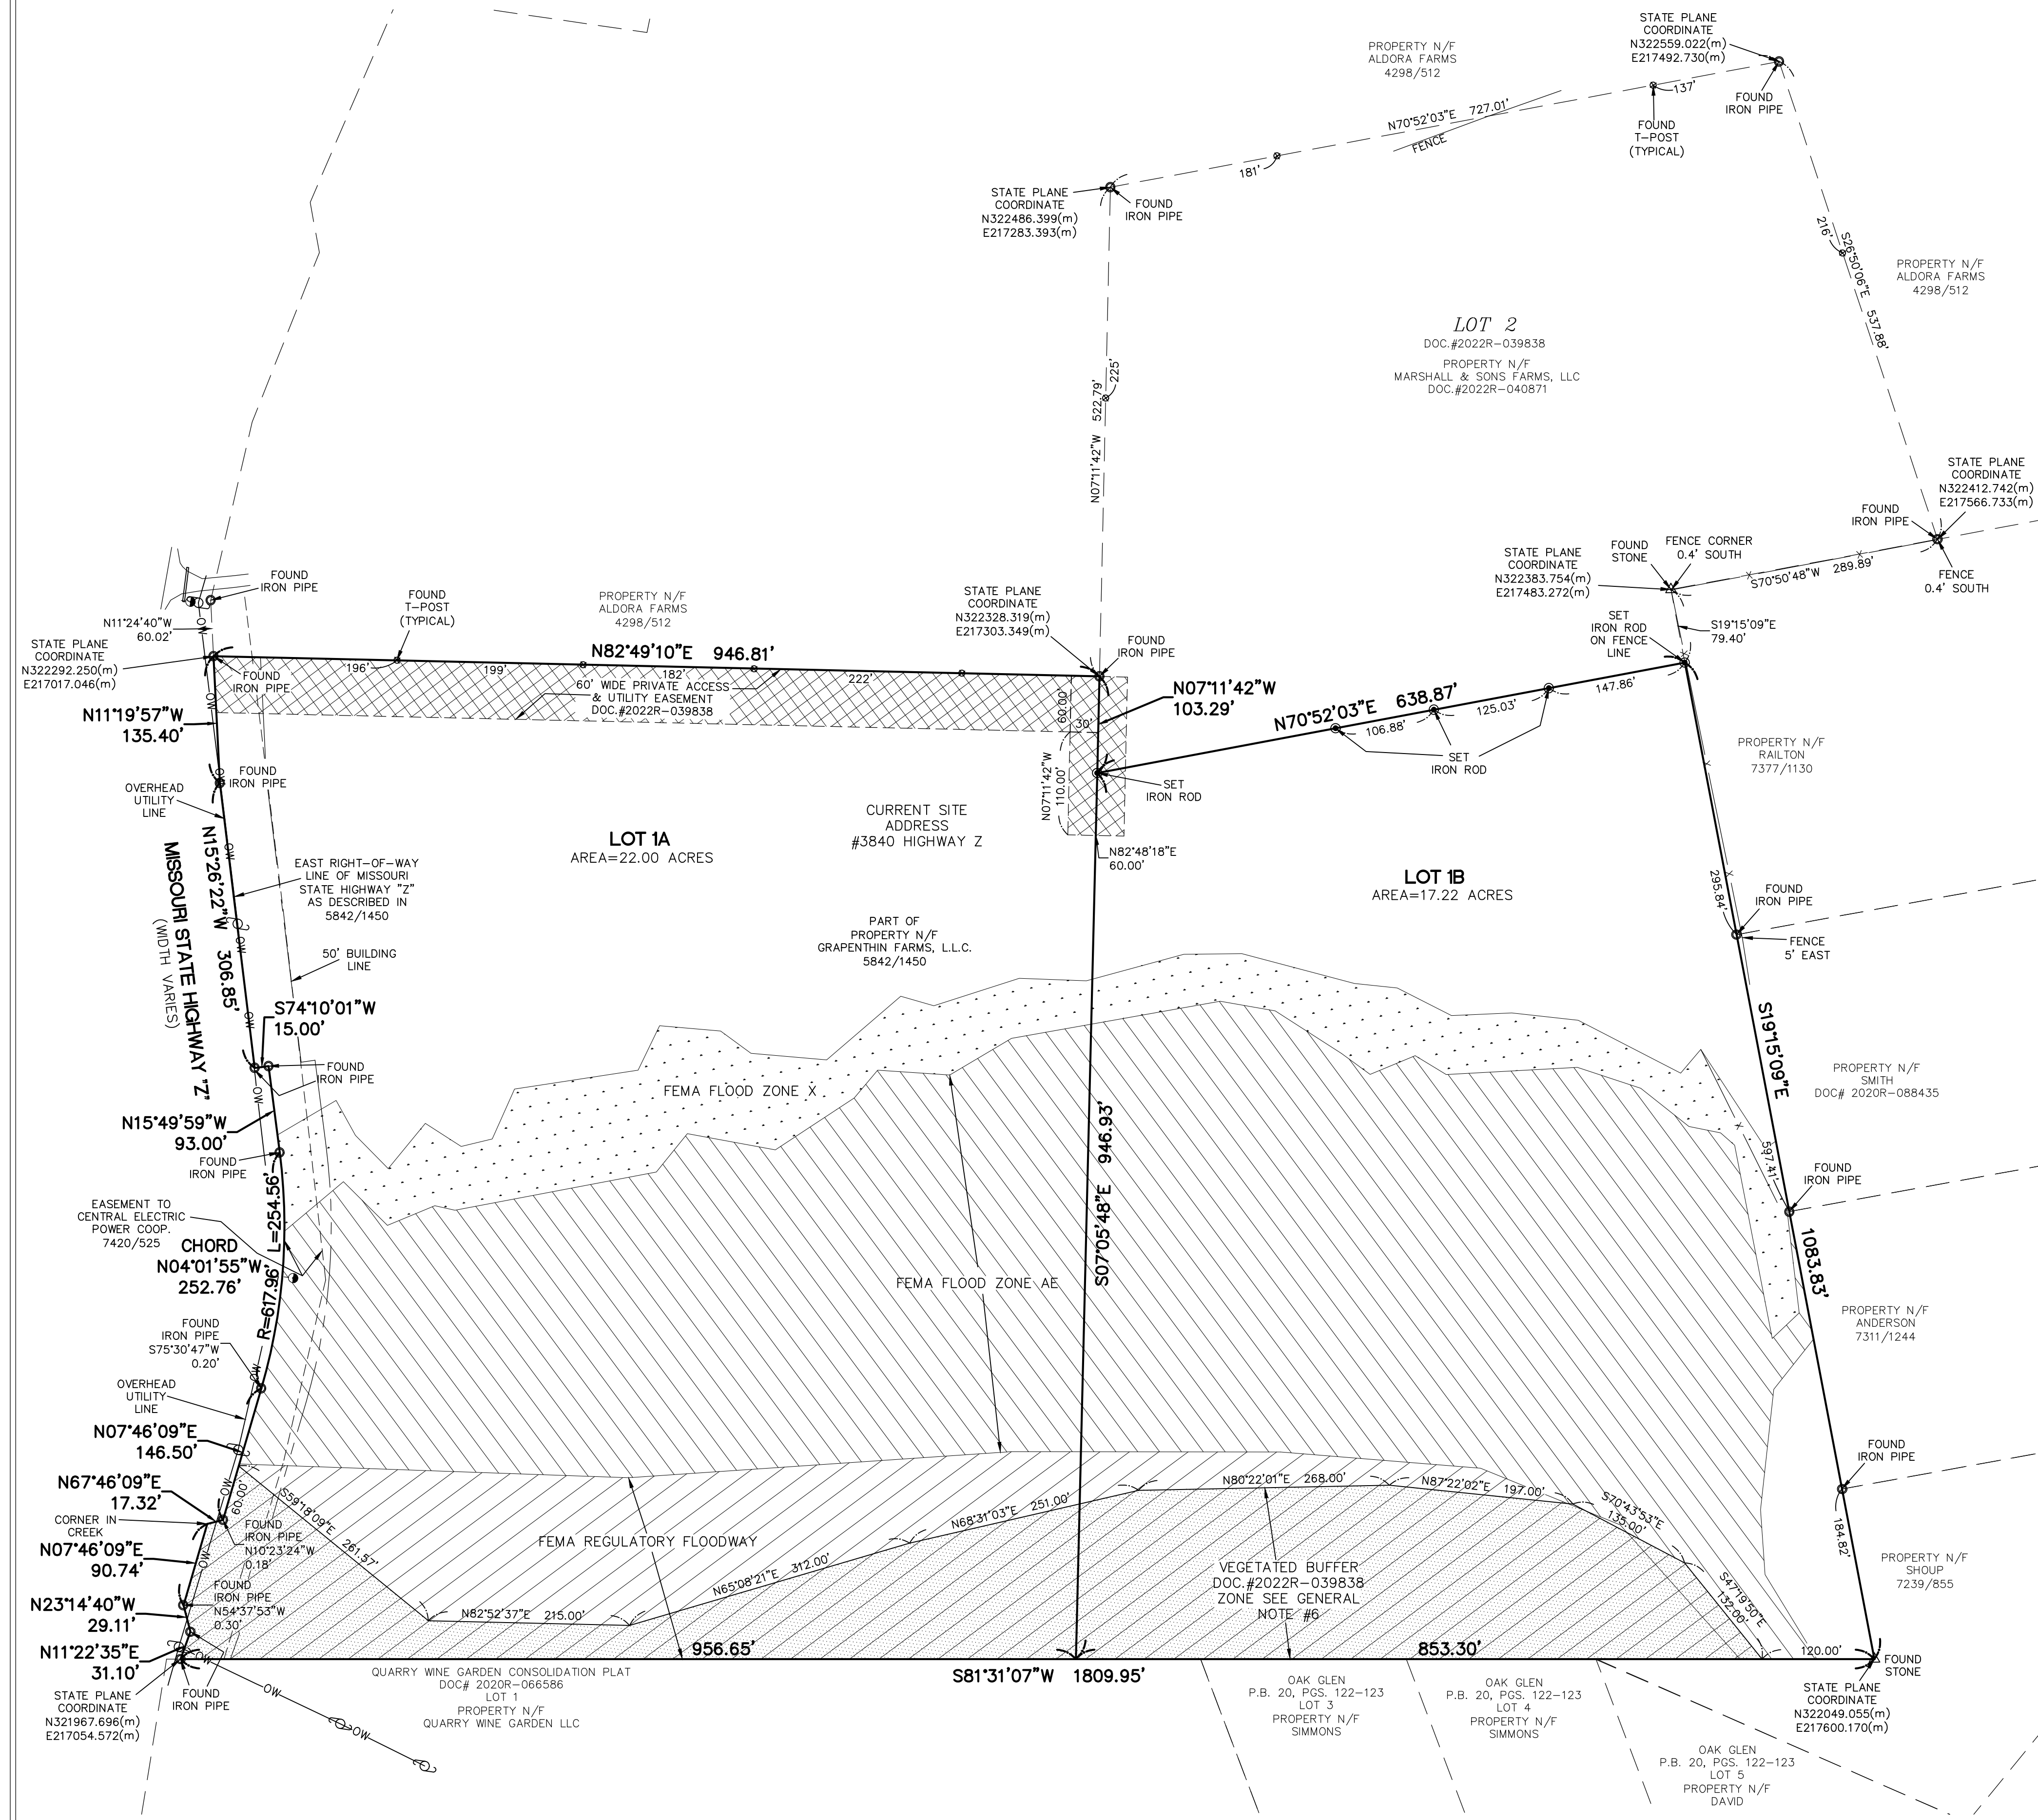 STATE PLANE
COORDINATE
N322559.022(m)
E217492.730(m)
PROPERTY N/F
ALDORA FARMS
4298/512
137'
FOUND
IRON PIPE
FOUND
T-POST
(TYPICAL)
N70°52'03"E 727.01'
FENCE
181'
STATE PLANE
COORDINATE
N322486.399(m)
E217283.393(m)
FOUND
IRON PIPE
216'
S26°50'06"E 537.88'
PROPERTY N/F
ALDORA FARMS
4298/512
LOT 2
DOC.#2022R-039838
PROPERTY N/F
MARSHALL & SONS FARMS, LLC
DOC.#2022R-040871
225'
N07°11'42"W 522.79'
STATE PLANE
COORDINATE
N322412.742(m)
E217566.733(m)
FOUND
IRON PIPE
FENCE
0.4' SOUTH
S70°50'48"W 289.89'
FOUND
STONE
FENCE CORNER
0.4' SOUTH
STATE PLANE
COORDINATE
N322383.754(m)
E217483.272(m)
S19°15'09"E
79.40'
SET
IRON ROD
ON FENCE
LINE
FOUND
IRON PIPE
N11°24'40"W
60.02'
OW
STATE PLANE
COORDINATE
N322292.250(m)
E217017.046(m)
FOUND
IRON PIPE
FOUND
T-POST
(TYPICAL)
PROPERTY N/F
ALDORA FARMS
4298/512
N82°49'10"E 946.81'
196'
199'
182'
222'
60' WIDE PRIVATE ACCESS
& UTILITY EASEMENT
DOC.#2022R-039838
STATE PLANE
COORDINATE
N322328.319(m)
E217303.349(m)
FOUND
IRON PIPE
60.00'
30'
N07°11'42"W
103.29'
N07°11'42"W
110.00'
N70°52'03"E 638.87'
106.88'
125.03'
147.86'
SET
IRON ROD
SET
IRON ROD
N82°48'18"E
60.00'
N11°19'57"W
135.40'
OW
OW
FOUND
IRON PIPE
OVERHEAD
UTILITY
LINE
N15°26'22"W 306.85'
OW
OW
OW
MISSOURI STATE HIGHWAY "Z"
(WIDTH VARIES)
EAST RIGHT-OF-WAY
LINE OF MISSOURI
STATE HIGHWAY "Z"
AS DESCRIBED IN
5842/1450
50' BUILDING
LINE
LOT 1A
AREA=22.00 ACRES
CURRENT SITE
ADDRESS
#3840 HIGHWAY Z
PART OF
PROPERTY N/F
GRAPENTHIN FARMS, L.L.C.
5842/1450
LOT 1B
AREA=17.22 ACRES
PROPERTY N/F
RAILTON
7377/1130
295.84'
FOUND
IRON PIPE
FENCE
5' EAST
S19°15'09"E 1083.83'
PROPERTY N/F
SMITH
DOC# 2020R-088435
597.41'
FOUND
IRON PIPE
PROPERTY N/F
ANDERSON
7311/1244
S74°10'01"W
15.00'
FOUND
IRON PIPE
OW
N15°49'59"W
93.00'
FOUND
IRON PIPE
FEMA FLOOD ZONE X
S07°05'48"E 946.93'
EASEMENT TO
CENTRAL ELECTRIC
POWER COOP.
7420/525
CHORD
N04°01'55"W
252.76'
R=617.96' L=254.56'
FEMA FLOOD ZONE AE
FOUND
IRON PIPE
S75°30'47"W
0.20'
OW
OVERHEAD
UTILITY
LINE
N07°46'09"E
146.50'
N67°46'09"E
17.32'
OW
60.00'
CORNER IN
CREEK
FOUND
IRON PIPE
N10°23'24"W
0.18'
N07°46'09"E
90.74'
OW
FOUND
IRON PIPE
N54°37'53"W
0.30'
N23°14'40"W
29.11'
N11°22'35"E
31.10'
OW
S59°18'09"E 261.57'
N82°52'37"E 215.00'
N65°08'21"E 312.00'
N68°31'03"E 251.00'
N80°22'01"E 268.00'
N87°22'02"E 197.00'
S70°43'53"E
135.00'
S47°19'50"E
132.00'
120.00'
FEMA REGULATORY FLOODWAY
VEGETATED BUFFER
DOC.#2022R-039838
ZONE SEE GENERAL
NOTE #6
FOUND
IRON PIPE
184.82'
PROPERTY N/F
SHOUP
7239/855
FOUND
STONE
STATE PLANE
COORDINATE
N322049.055(m)
E217600.170(m)
956.65'
853.30'
S81°31'07"W 1809.95'
STATE PLANE
COORDINATE
N321967.696(m)
E217054.572(m)
FOUND
IRON PIPE
OW
OW
QUARRY WINE GARDEN CONSOLIDATION PLAT
DOC# 2020R-066586
LOT 1
PROPERTY N/F
QUARRY WINE GARDEN LLC
OAK GLEN
P.B. 20, PGS. 122-123
LOT 3
PROPERTY N/F
SIMMONS
OAK GLEN
P.B. 20, PGS. 122-123
LOT 4
PROPERTY N/F
SIMMONS
OAK GLEN
P.B. 20, PGS. 122-123
LOT 5
PROPERTY N/F
DAVID